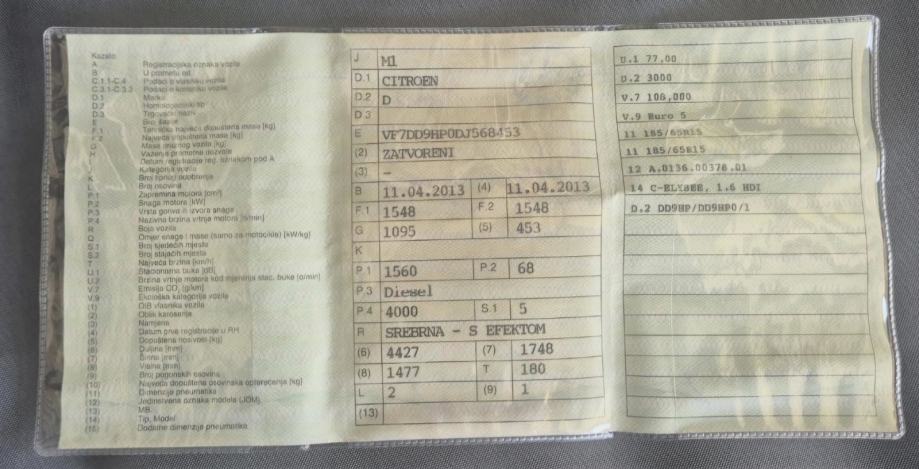 Kazalo
A Registracijska oznaka vozila
B U prometu od
C.1.1-C.4 Podaci o vlasniku vozila
C.3.1-C.3.3 Podaci o korisniku vozila
D.1 Marka
D.2 Homologacijski tip
D.3 Trgovački naziv
E Broj šasije
F.1 Tehnička najveća dopuštena masa [kg]
F.2 Najveća dopuštena masa [kg]
G Masa praznog vozila [kg]
H Važenje prometne dozvole
I Datum registracije reg. oznakom pod A
J Kategorija vozila
K Broj tipnog odobrenja
L Broj osovina
P.1 Zapremina motora [cm³]
P.2 Snaga motora [kW]
P.3 Vrsta goriva ili izvora snage
P.4 Nazivna brzina vrtnje motora [o/min]
R Boja vozila
Q Omjer snage i mase (samo za motocikle) [kW/kg]
S.1 Broj sjedećih mjesta
S.2 Broj stajaćih mjesta
T Najveća brzina [km/h]
U.1 Stacionarna buka [dB]
U.2 Brzina vrtnje motora kod mjerenja stac. buke [o/min]
V.7 Emisija CO₂ [g/km]
V.9 Ekološka kategorija vozila
(1) OIB vlasnika vozila
(2) Oblik karoserije
(3) Namjena
(4) Datum prve registracije u RH
(5) Dopuštena nosivost [kg]
(6) Duljina [mm]
(7) Širina [mm]
(8) Visina [mm]
(9) Broj pogonskih osovina
(10) Najveće dopuštena osovinska opterećenja [kg]
(11) Dimenzije pneumatika
(12) Jedinstvena oznaka modela (JOM)
(13) MB
(14) Tip, Model
(15) Dodatne dimenzije pneumatika
J M1
D.1 CITROEN
D.2 D
D.3
E VF7DD9HP0DJ568453
(2) ZATVORENI
(3) -
B 11.04.2013 (4) 11.04.2013
F.1 1548 F.2 1548
G 1095 (5) 453
K
P.1 1560 P.2 68
P.3 Diesel
P.4 4000 S.1 5
R SREBRNA - S EFEKTOM
(6) 4427 (7) 1748
(8) 1477 T 180
L 2 (9) 1
(13)
U.1 77,00
U.2 3000
V.7 108,000
V.9 Euro 5
11 185/65R15
11 185/65R15
12 A.0136.00378.01
14 C-ELYSEE, 1.6 HDI
D.2 DD9HP/DD9HP0/1